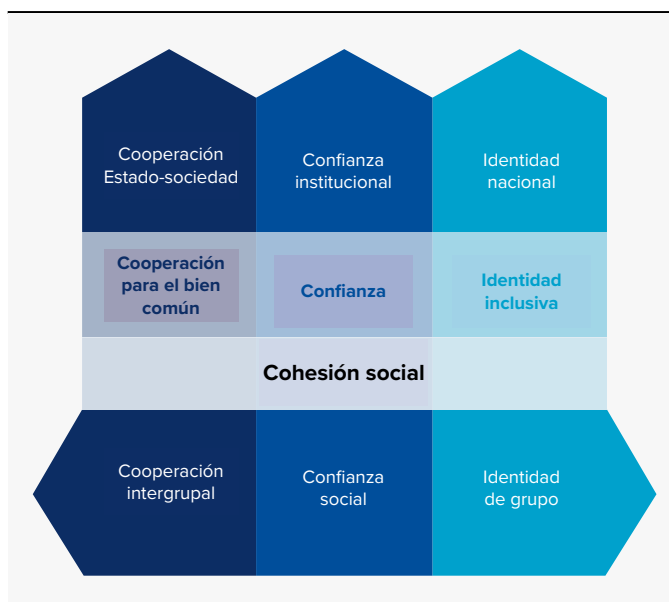 Cooperación
Estado-sociedad
Confianza
institucional
Identidad
nacional
Cooperación
para el bien
común
Confianza
Identidad
inclusiva
Cohesión social
Cooperación
intergrupal
Confianza
social
Identidad
de grupo